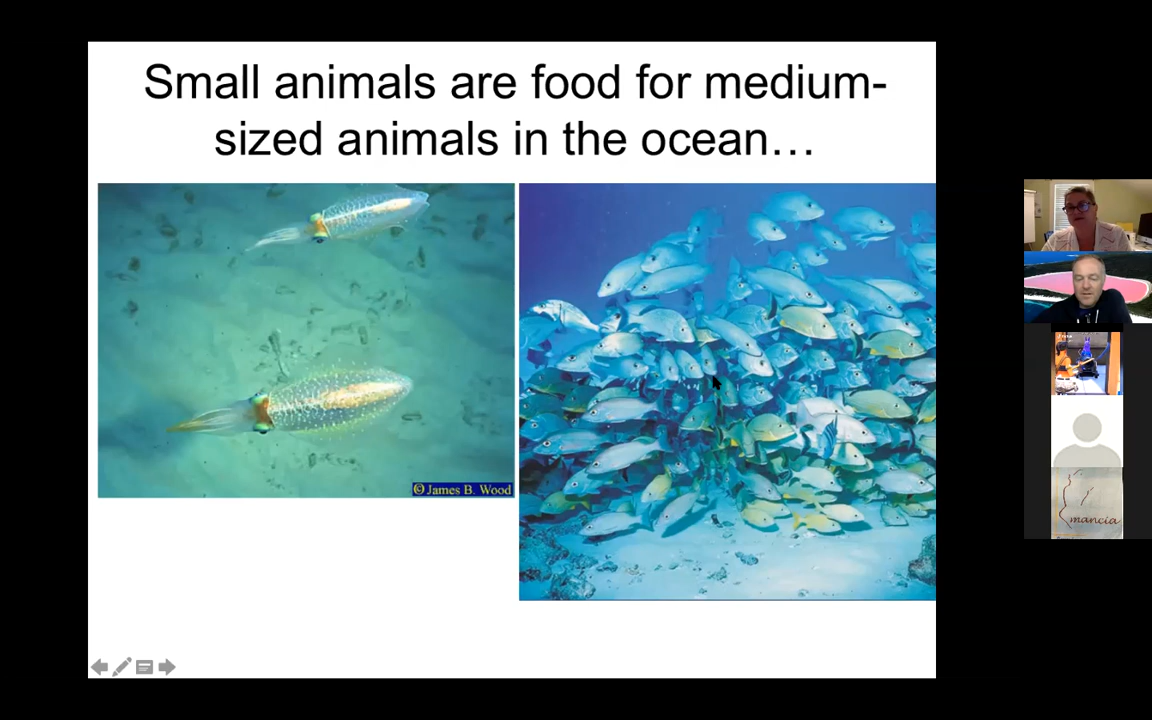 Small animals are food for medium-
sized animals in the ocean…
© James B. Wood
mancia